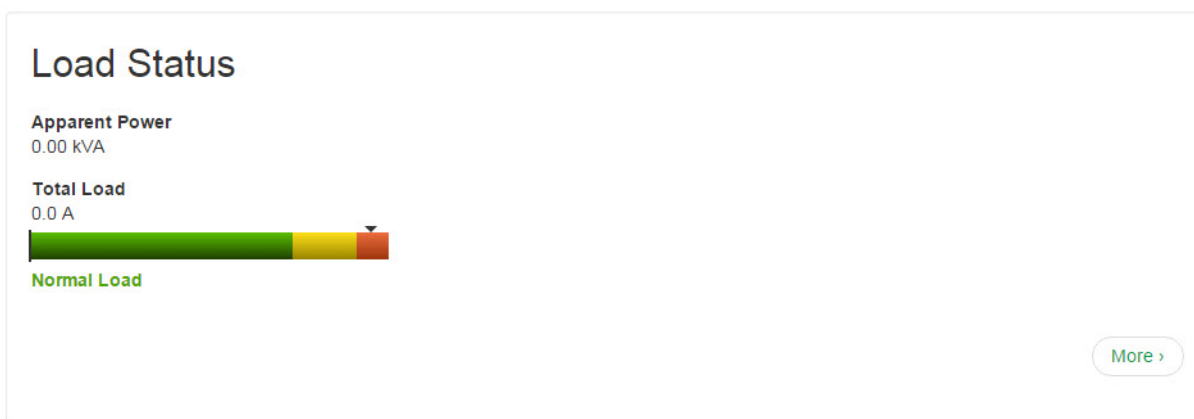 Load Status
Apparent Power
0.00 kVA
Total Load
0.0 A
Normal Load
More ›